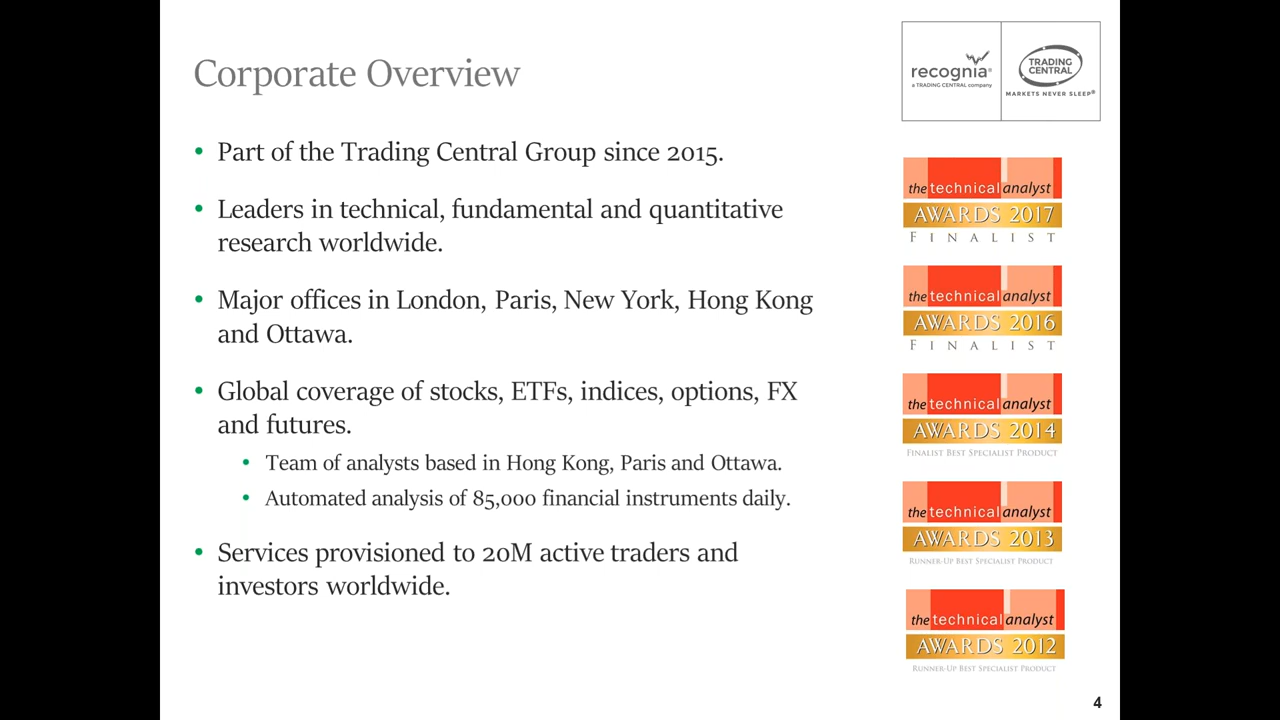 Corporate Overview
recognia®
a TRADING CENTRAL company
TRADING
CENTRAL
MARKETS NEVER SLEEP®
• Part of the Trading Central Group since 2015.
• Leaders in technical, fundamental and quantitative
research worldwide.
• Major offices in London, Paris, New York, Hong Kong
and Ottawa.
• Global coverage of stocks, ETFs, indices, options, FX
and futures.
• Team of analysts based in Hong Kong, Paris and Ottawa.
• Automated analysis of 85,000 financial instruments daily.
• Services provisioned to 20M active traders and
investors worldwide.
the technical analyst
AWARDS 2017
FINALIST
the technical analyst
AWARDS 2016
FINALIST
the technical analyst
AWARDS 2014
FINALIST BEST SPECIALIST PRODUCT
the technical analyst
AWARDS 2013
RUNNER-UP BEST SPECIALIST PRODUCT
the technical analyst
AWARDS 2012
RUNNER-UP BEST SPECIALIST PRODUCT
4